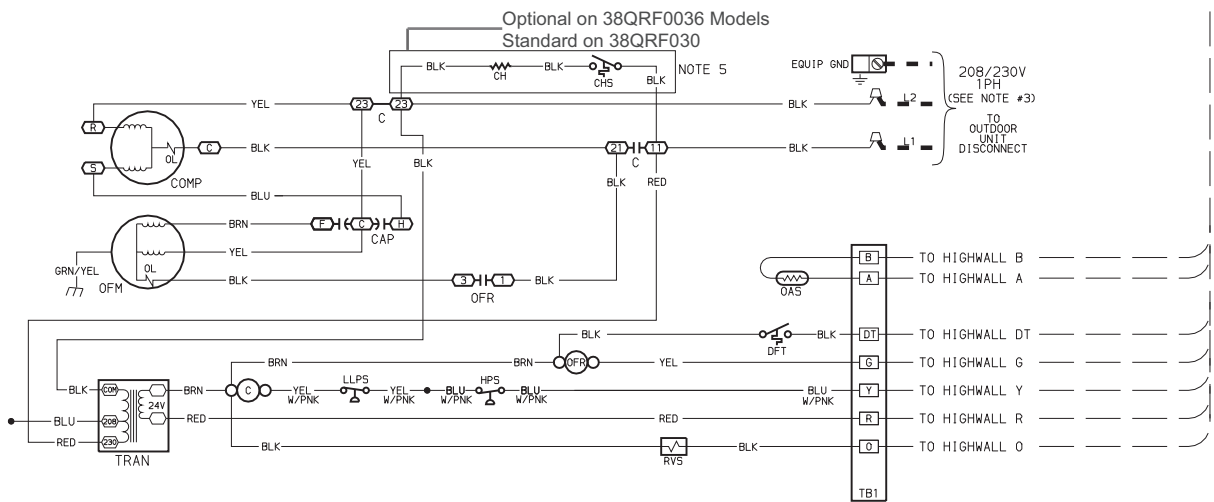 Optional on 38QRF0036 Models
Standard on 38QRF030
BLK CH BLK CHS BLK NOTE 5
EQUIP GND
208/230V
1PH
(SEE NOTE #3)
TO
OUTDOOR
UNIT
DISCONNECT
R YEL 23 23 C BLK L2
OL C BLK 21 C 11 BLK L1
S COMP
YEL BLK BLK RED
BLU
BRN F C H
CAP
YEL
GRN/YEL OFM OL BLK 3 1 BLK
OFR
B TO HIGHWALL B
A TO HIGHWALL A
OAS
BLK DFT BLK DT TO HIGHWALL DT
BRN OFR YEL G TO HIGHWALL G
BLK COM 24V BRN C YEL W/PNK LLPS YEL W/PNK BLU W/PNK HPS BLU W/PNK BLU W/PNK Y TO HIGHWALL Y
BLU 208 RED RED R TO HIGHWALL R
RED 230 BLK RVS BLK O TO HIGHWALL O
TRAN
TB1